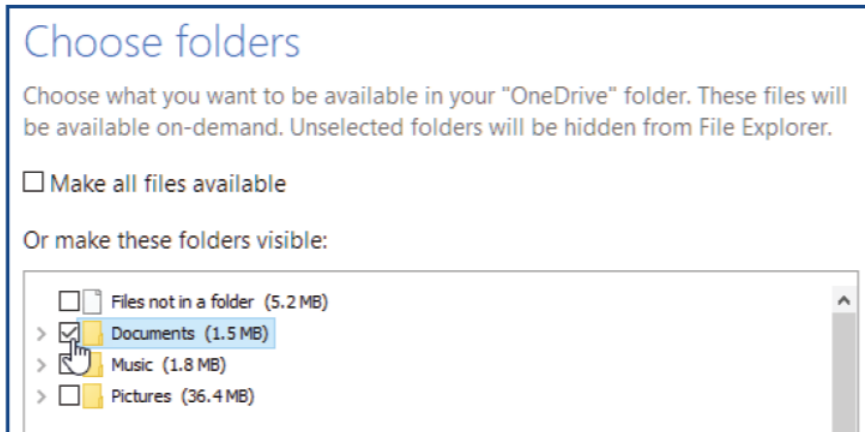 Choose folders
Choose what you want to be available in your "OneDrive" folder. These files will
be available on-demand. Unselected folders will be hidden from File Explorer.
Make all files available
Or make these folders visible:
Files not in a folder (5.2 MB)
Documents (1.5 MB)
Music (1.8 MB)
Pictures (36.4 MB)